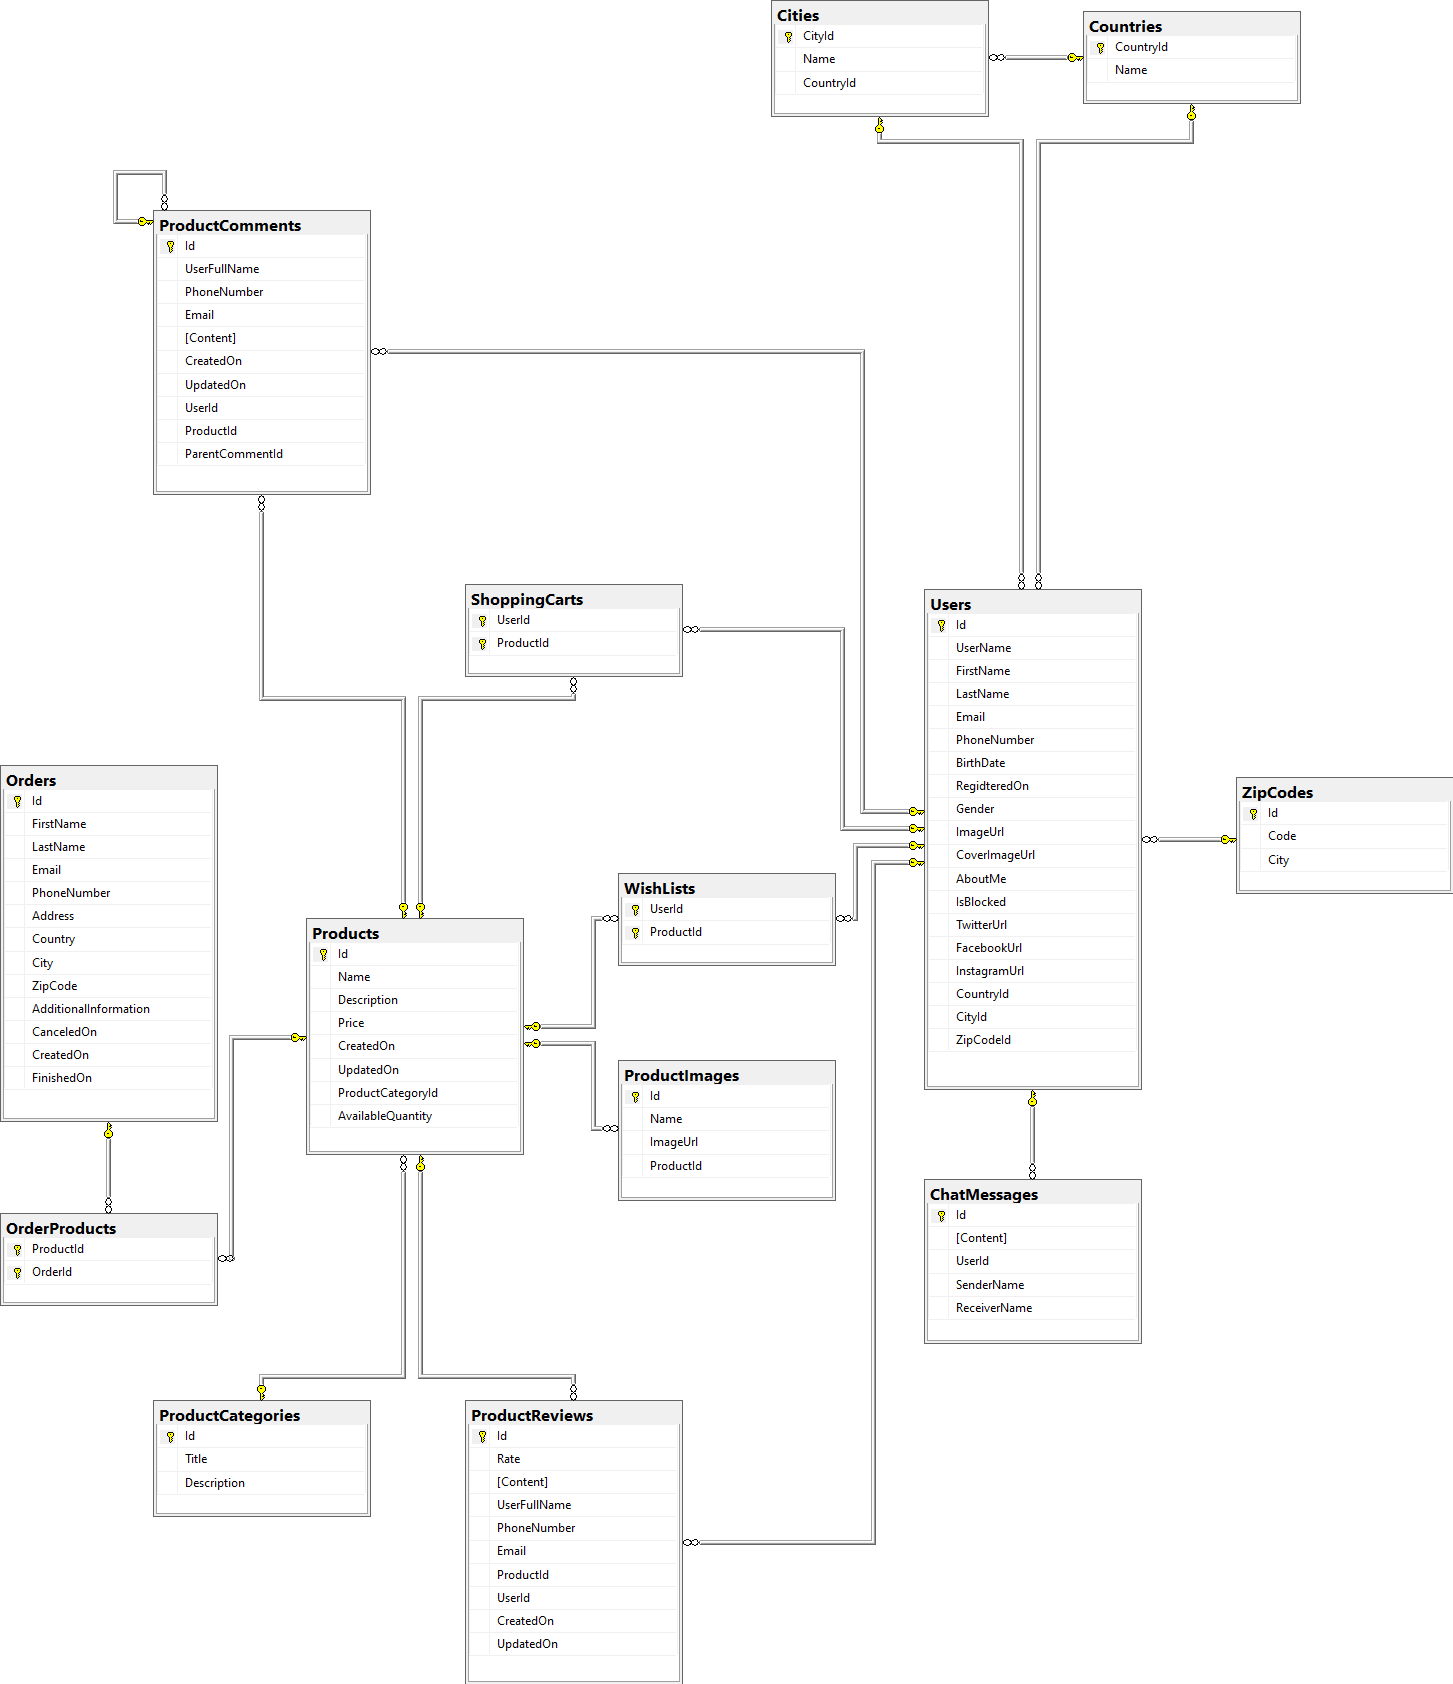 Cities
CityId
Name
CountryId
Countries
CountryId
Name
ProductComments
Id
UserFullName
PhoneNumber
Email
[Content]
CreatedOn
UpdatedOn
UserId
ProductId
ParentCommentId
ShoppingCarts
UserId
ProductId
Users
Id
UserName
FirstName
LastName
Email
PhoneNumber
BirthDate
RegidteredOn
Gender
ImageUrl
CoverImageUrl
AboutMe
IsBlocked
TwitterUrl
FacebookUrl
InstagramUrl
CountryId
CityId
ZipCodeId
Orders
Id
FirstName
LastName
Email
PhoneNumber
Address
Country
City
ZipCode
AdditionalInformation
CanceledOn
CreatedOn
FinishedOn
ZipCodes
Id
Code
City
WishLists
UserId
ProductId
Products
Id
Name
Description
Price
CreatedOn
UpdatedOn
ProductCategoryId
AvailableQuantity
ProductImages
Id
Name
ImageUrl
ProductId
ChatMessages
Id
[Content]
UserId
SenderName
ReceiverName
OrderProducts
ProductId
OrderId
ProductCategories
Id
Title
Description
ProductReviews
Id
Rate
[Content]
UserFullName
PhoneNumber
Email
ProductId
UserId
CreatedOn
UpdatedOn